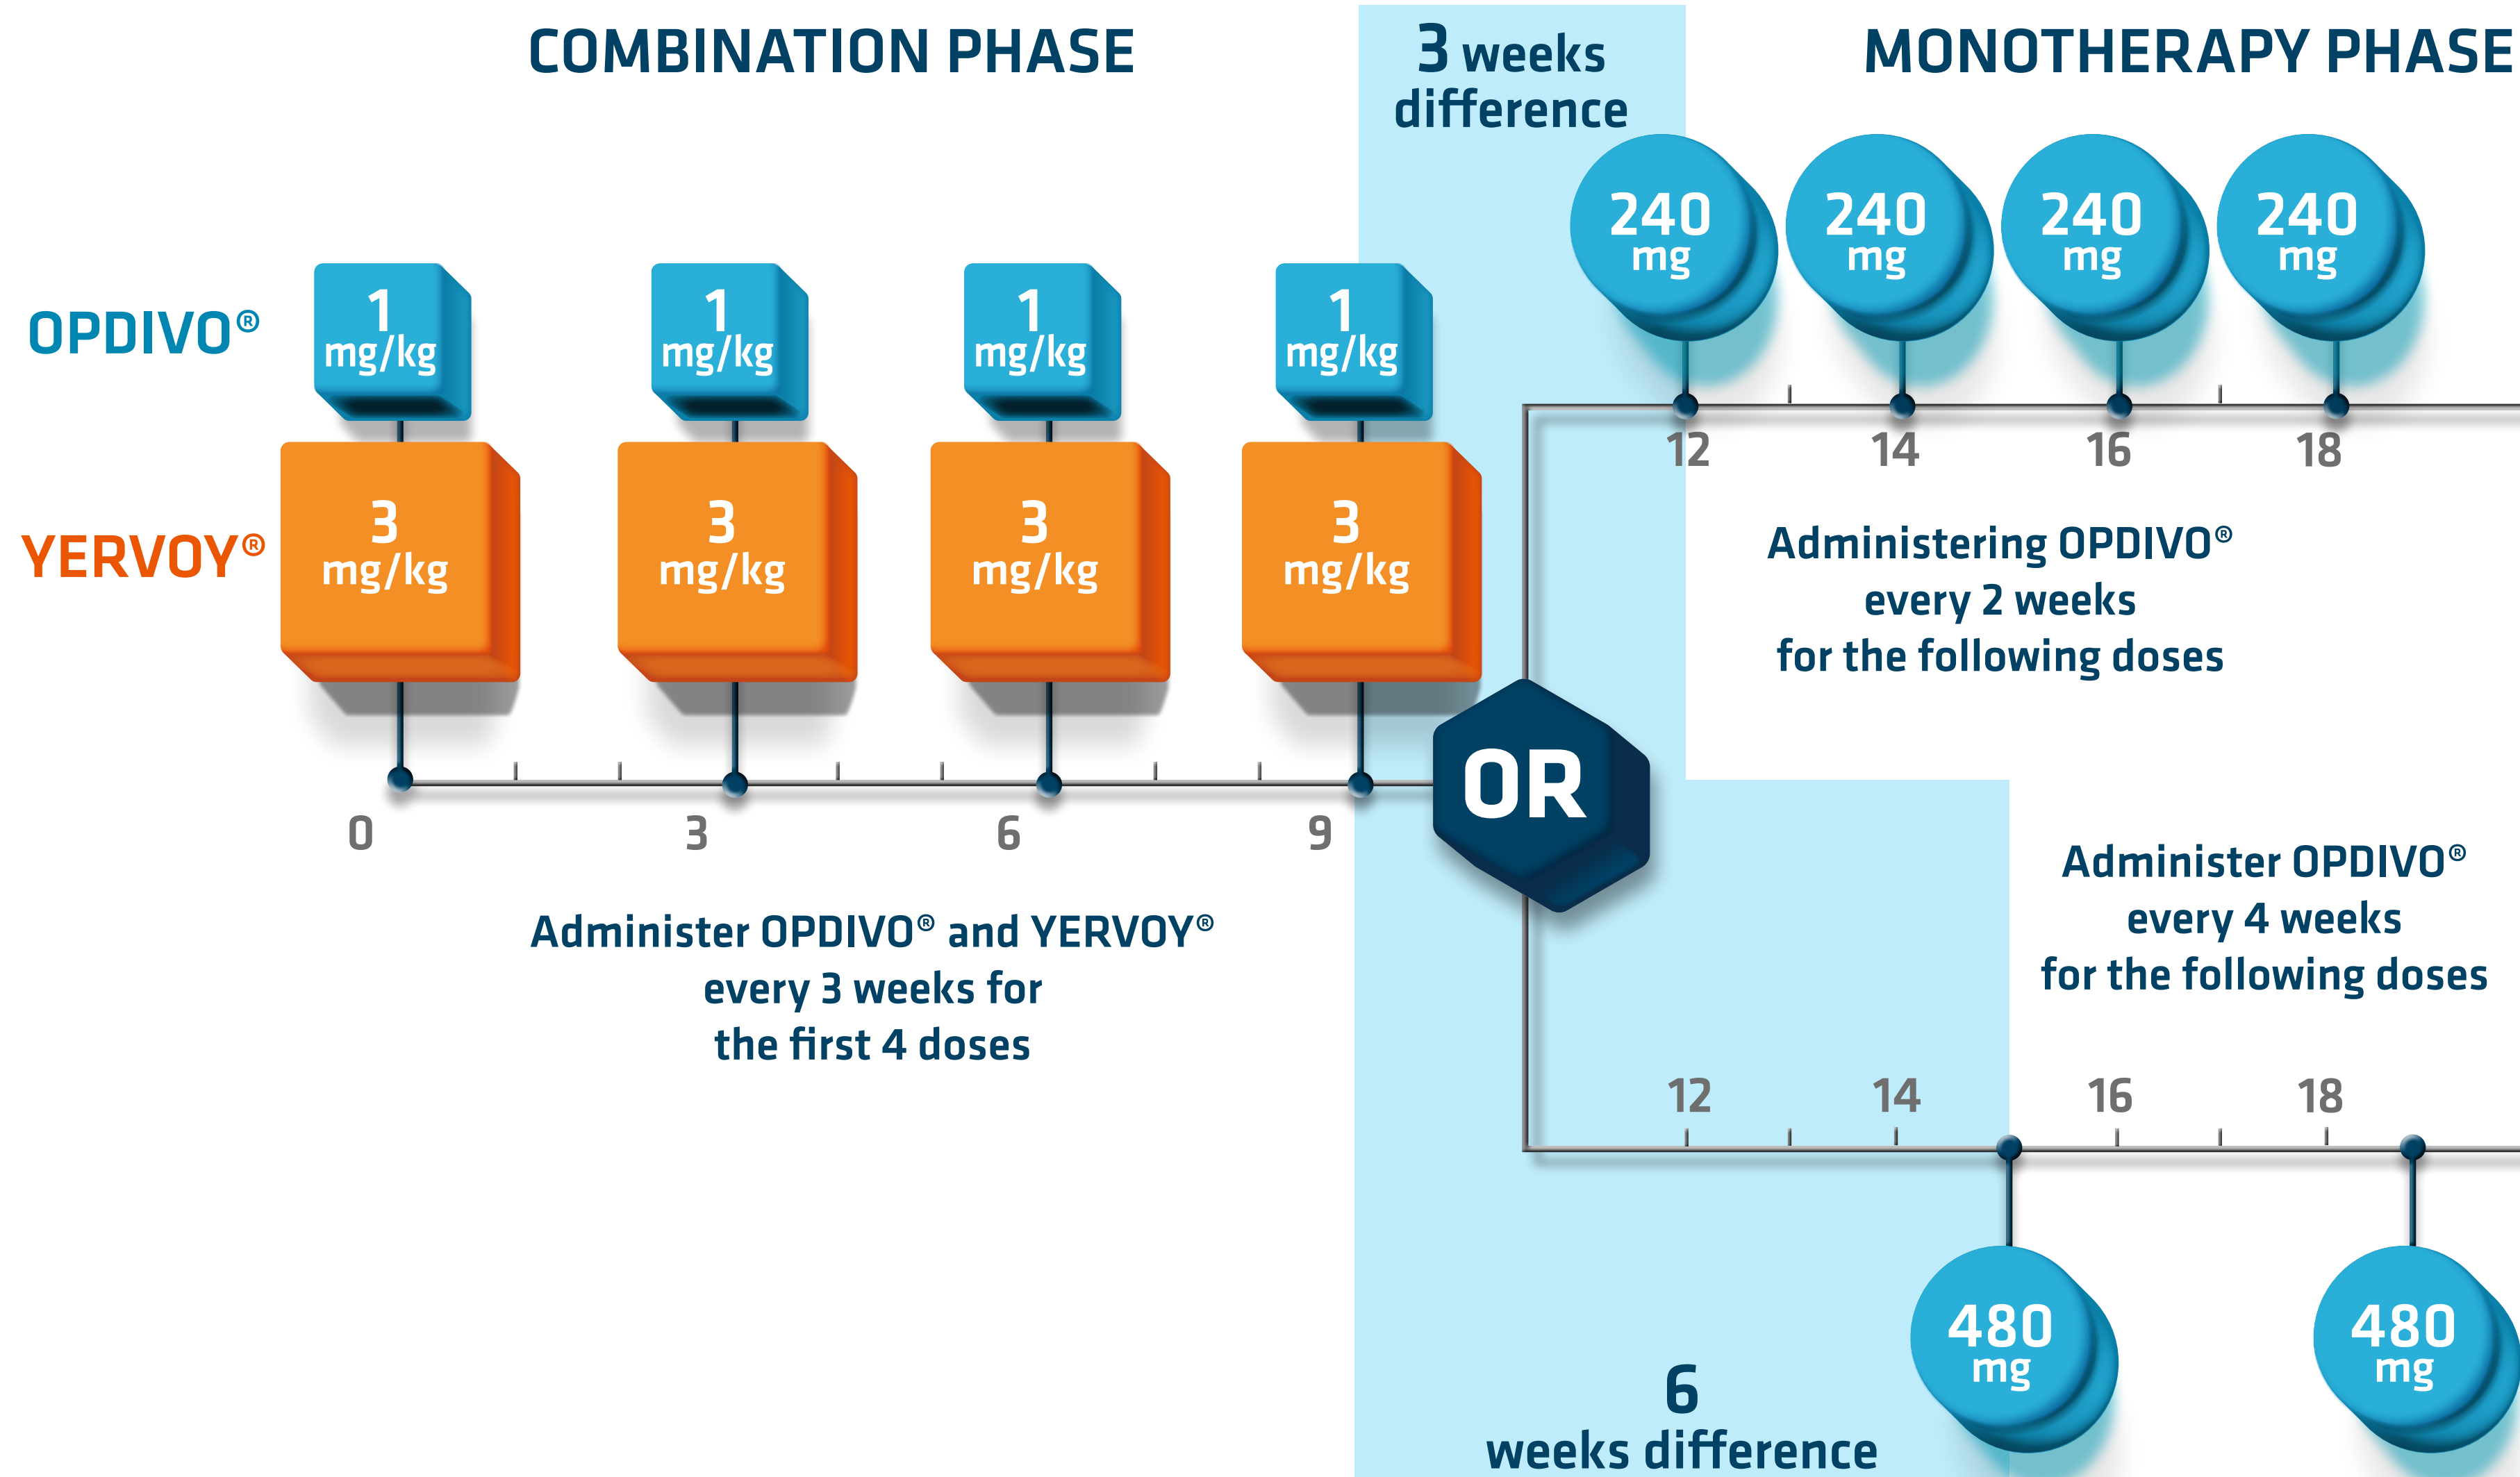 COMBINATION PHASE
3 weeks
difference
MONOTHERAPY PHASE
240
mg
240
mg
240
mg
240
mg
OPDIVO®
1
mg/kg
1
mg/kg
1
mg/kg
1
mg/kg
12
14
16
18
YERVOY®
3
mg/kg
3
mg/kg
3
mg/kg
3
mg/kg
Administering OPDIVO®
every 2 weeks
for the following doses
OR
0
3
6
9
Administer OPDIVO® and YERVOY®
every 3 weeks for
the first 4 doses
Administer OPDIVO®
every 4 weeks
for the following doses
12
14
16
18
480
mg
480
mg
6
weeks difference